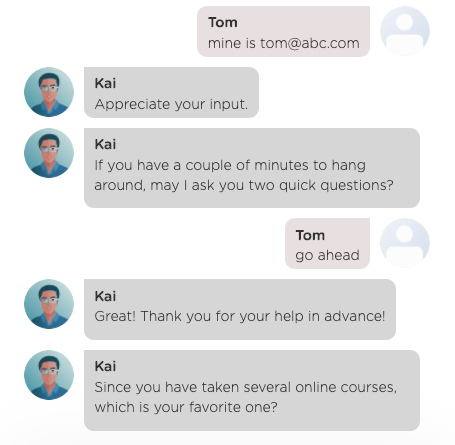 Tom
mine is tom@abc.com
Kai
Appreciate your input.
Kai
If you have a couple of minutes to hang
around, may I ask you two quick questions?
Tom
go ahead
Kai
Great! Thank you for your help in advance!
Kai
Since you have taken several online courses,
which is your favorite one?